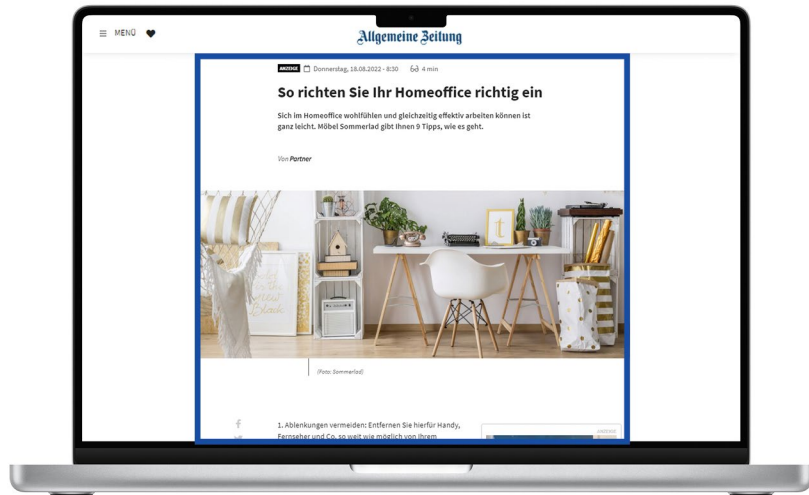 MENÜ
Allgemeine Zeitung
ANZEIGE Donnerstag, 18.08.2022 - 8:30 4 min
So richten Sie Ihr Homeoffice richtig ein
Sich im Homeoffice wohlfühlen und gleichzeitig effektiv arbeiten können ist
ganz leicht. Möbel Sommerlad gibt Ihnen 9 Tipps, wie es geht.
Von Partner
t
(Foto: Sommerlad)
1. Ablenkungen vermeiden: Entfernen Sie hierfür Handy,
Fernseher und Co. so weit wie möglich von Ihrem
ANZEIGE